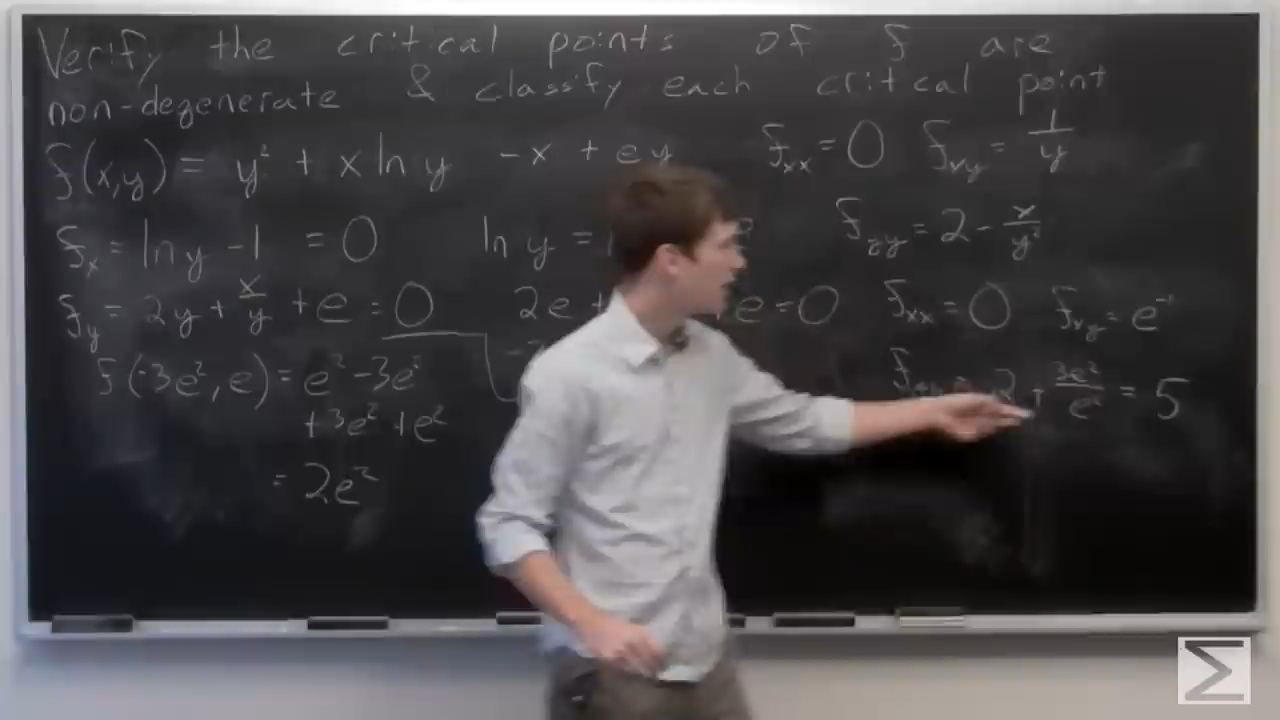 Verify the critical points of f are
non-degenerate & classify each critical point
f(x,y) = y² + x ln y - x + ey
f_x = ln y - 1 = 0
f_y = 2y + x/y + e = 0
f(-3e², e) = e² - 3e²
+ 3e² + e²
= 2e²
ln y =
2e + e = 0
f_xx = 0 f_xy = 1/y
f_yy = 2 - x/y²
f_xx = 0 f_xy = e⁻¹
2 + 3e²/e² = 5
Σ